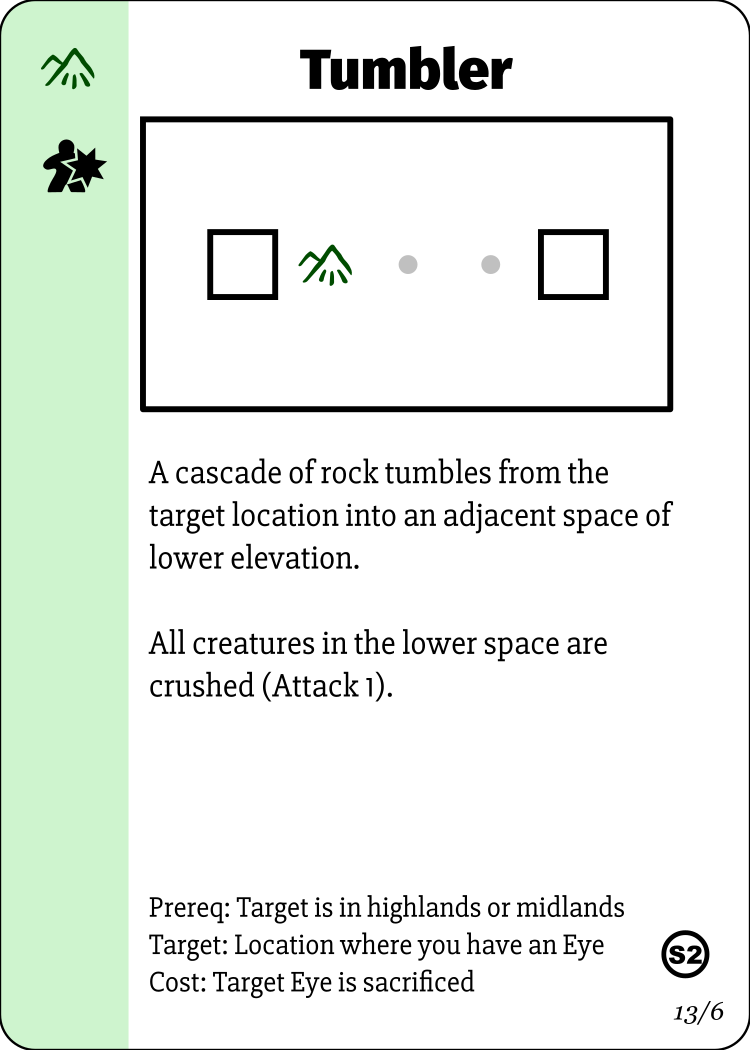 Tumbler
A cascade of rock tumbles from the
target location into an adjacent space of
lower elevation.
All creatures in the lower space are
crushed (Attack 1).
Prereq: Target is in highlands or midlands
Target: Location where you have an Eye
Cost: Target Eye is sacrificed
S2
13/6